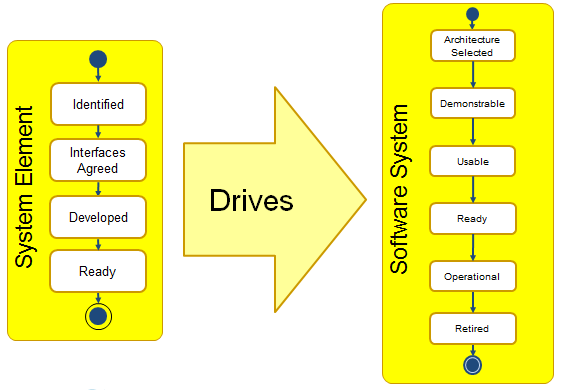 System Element
Identified
Interfaces
Agreed
Developed
Ready
Drives
Software System
Architecture
Selected
Demonstrable
Usable
Ready
Operational
Retired